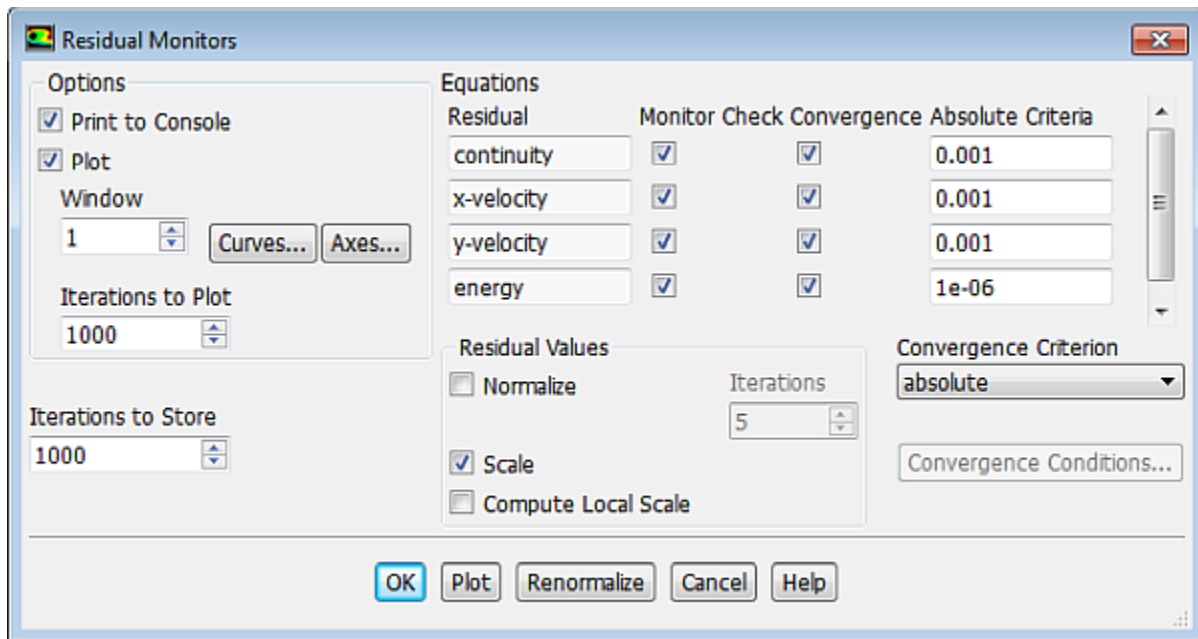 Residual Monitors
Options
Print to Console
Plot
Window
1
Curves... Axes...
Iterations to Plot
1000
Iterations to Store
1000
Equations
Residual Monitor Check Convergence Absolute Criteria
continuity 0.001
x-velocity 0.001
y-velocity 0.001
energy 1e-06
Residual Values
Normalize
Iterations
5
Scale
Compute Local Scale
Convergence Criterion
absolute
Convergence Conditions...
OK Plot Renormalize Cancel Help